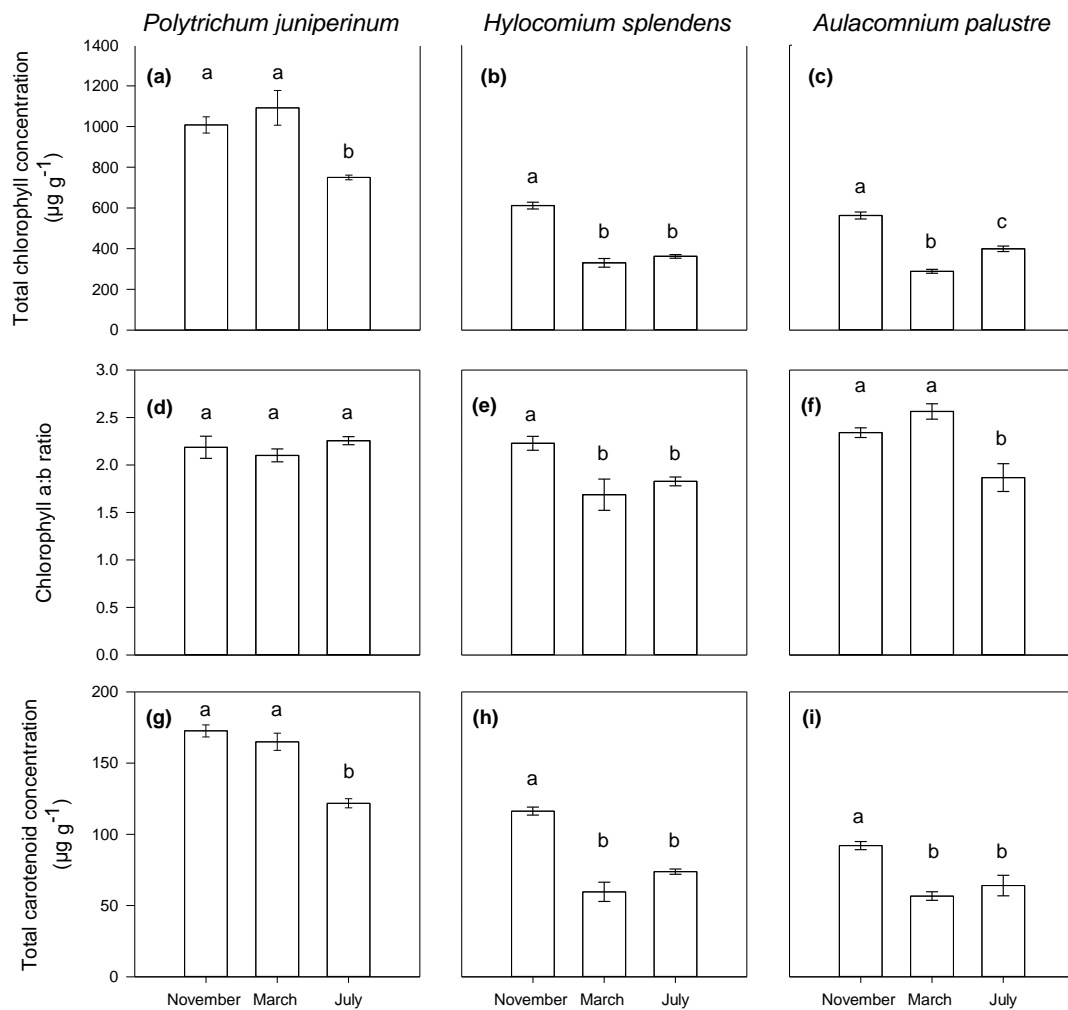 Polytrichum juniperinum Hylocomium splendens Aulacomnium palustre
Total chlorophyll concentration
(µg g-1)
1400
1200
1000
800
600
400
200
0
(a) a a b
(b) a b b
(c) a b c
Chlorophyll a:b ratio
3.0
2.5
2.0
1.5
1.0
0.5
0.0
(d) a a a
(e) a b b
(f) a a b
Total carotenoid concentration
(µg g-1)
200
150
100
50
0
(g) a a b
(h) a b b
(i) a b b
November March July November March July November March July